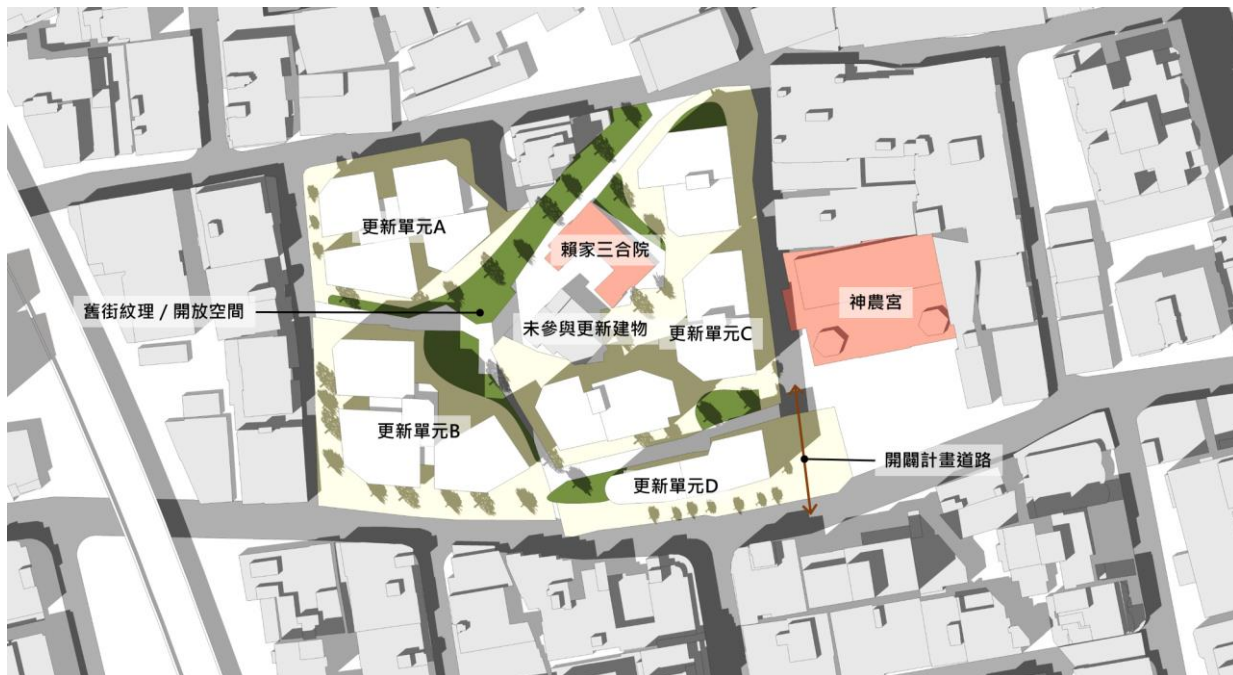 更新單元A
賴家三合院
神農宮
舊街紋理 / 開放空間
未參與更新建物
更新單元C
更新單元B
開闢計畫道路
更新單元D